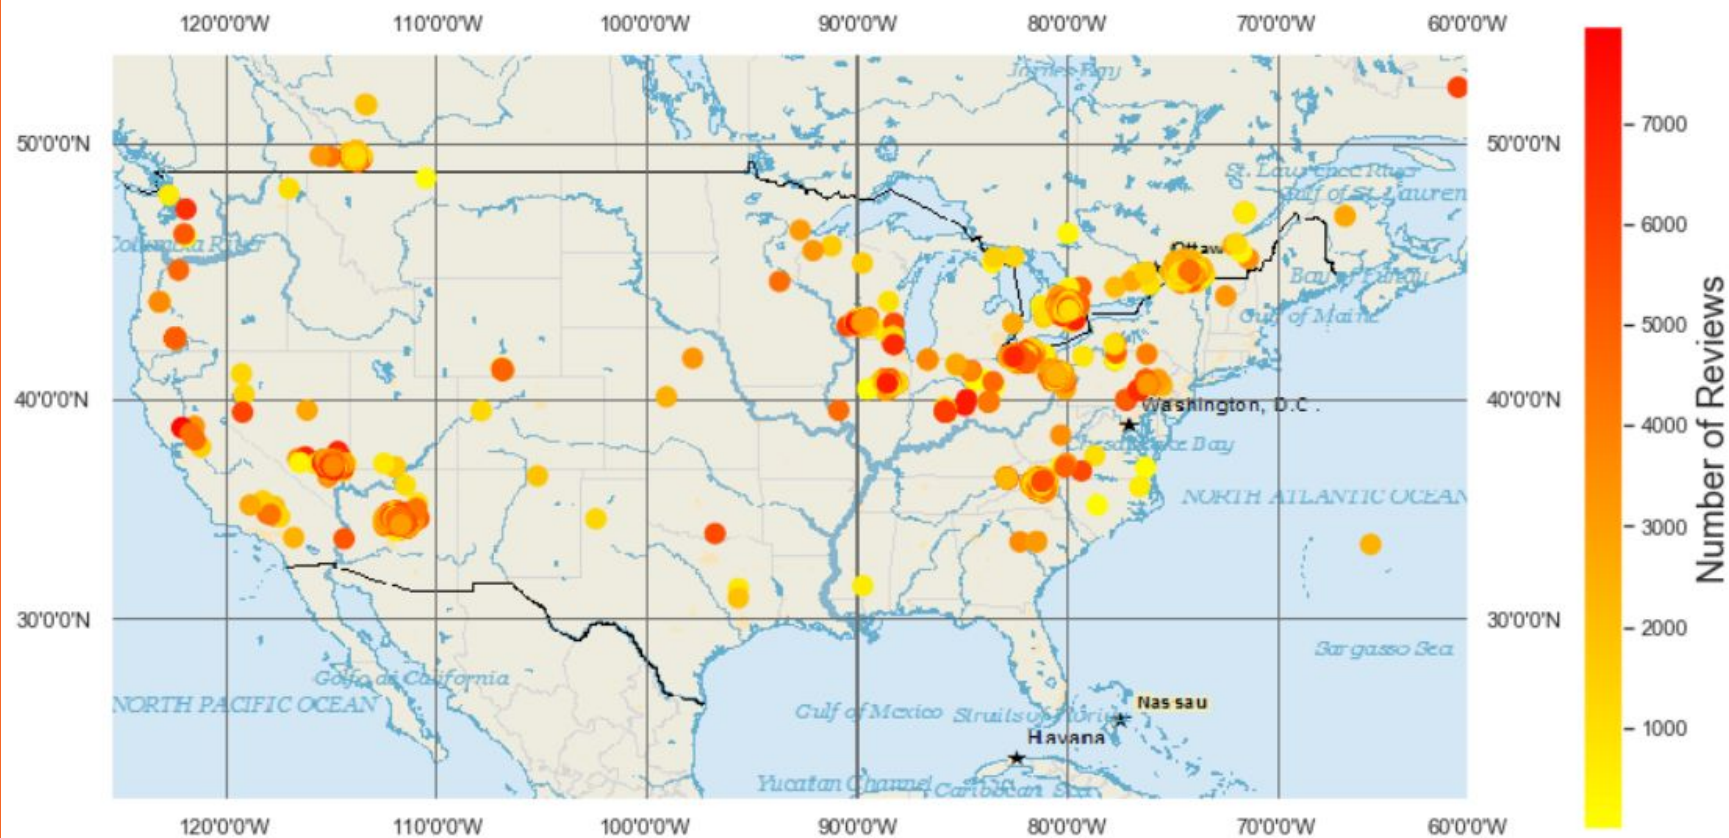 120°0'0"W 110°0'0"W 100°0'0"W 90°0'0"W 80°0'0"W 70°0'0"W 60°0'0"W
James Bay
50°0'0"N 50°0'0"N
7000
St. Lawrence River
Gulf of St. Lauren
6000
Columbia River
Ottaw
Bay of Fundy
Gulf of Maine
5000
40°0'0"N 40°0'0"N
Washington, D.C.
4000
Chesapeake Bay
NORTH ATLANTIC OCEAN
3000
30°0'0"N 30°0'0"N
2000
Sargasso Sea
Golfo de California
NORTH PACIFIC OCEAN
Nassau
Gulf of Mexico Straits of Florid
Havana
1000
Yucatan Channel Caribbean Sea
120°0'0"W 110°0'0"W 100°0'0"W 90°0'0"W 80°0'0"W 70°0'0"W 60°0'0"W
Number of Reviews